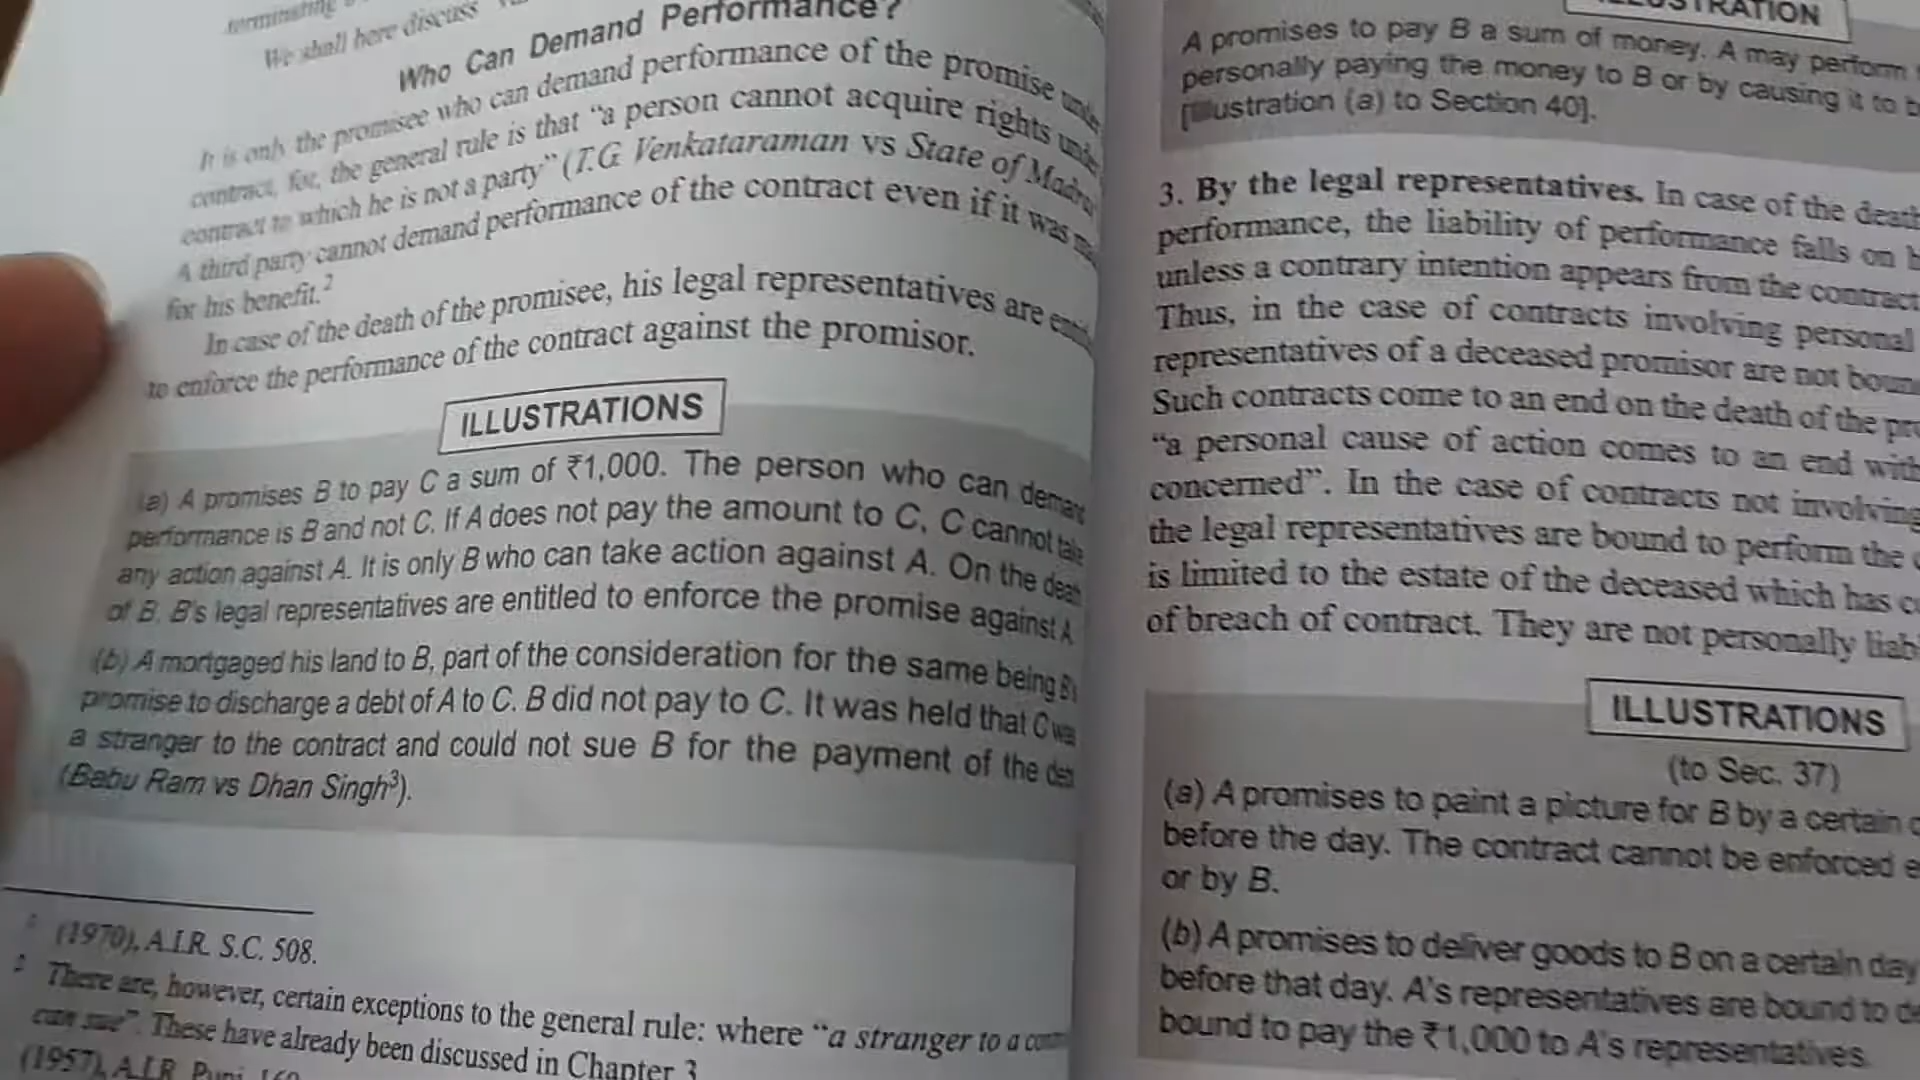 terminating
We shall here discuss
Who Can Demand Performance?
It is only the promisee who can demand performance of the promise under
contract, for, the general rule is that “a person cannot acquire rights under
contract to which he is not a party” (T.G. Venkataraman vs State of Madras
A third party cannot demand performance of the contract even if it was
for his benefit.2
In case of the death of the promisee, his legal representatives are
to enforce the performance of the contract against the promisor.
ILLUSTRATIONS
(a) A promises B to pay C a sum of ₹1,000. The person who can demand
performance is B and not C. If A does not pay the amount to C, C cannot take
any action against A. It is only B who can take action against A. On the death
of B, B's legal representatives are entitled to enforce the promise against A
(b) A mortgaged his land to B, part of the consideration for the same being B's
promise to discharge a debt of A to C. B did not pay to C. It was held that C was
a stranger to the contract and could not sue B for the payment of the
(Babu Ram vs Dhan Singh3).
(1970), A.I.R. S.C. 508.
2 There are, however, certain exceptions to the general rule: where “a stranger to a
can sue”. These have already been discussed in Chapter 3
(1957), A.I.R. Punj.
ILLUSTRATION
A promises to pay B a sum of money. A may perform
personally paying the money to B or by causing it to b
[Illustration (a) to Section 40].
3. By the legal representatives. In case of the death
performance, the liability of performance falls on
unless a contrary intention appears from the contract
Thus, in the case of contracts involving personal
representatives of a deceased promisor are not
Such contracts come to an end on the death of the
“a personal cause of action comes to an end with
concerned”. In the case of contracts not involving
the legal representatives are bound to perform the
is limited to the estate of the deceased which has
of breach of contract. They are not personally
ILLUSTRATIONS
(to Sec. 37)
(a) A promises to paint a picture for B by a certain
before the day. The contract cannot be enforced
or by B.
(b) A promises to deliver goods to B on a certain day
before that day. A's representatives are bound to
bound to pay the ₹1,000 to A's representatives.